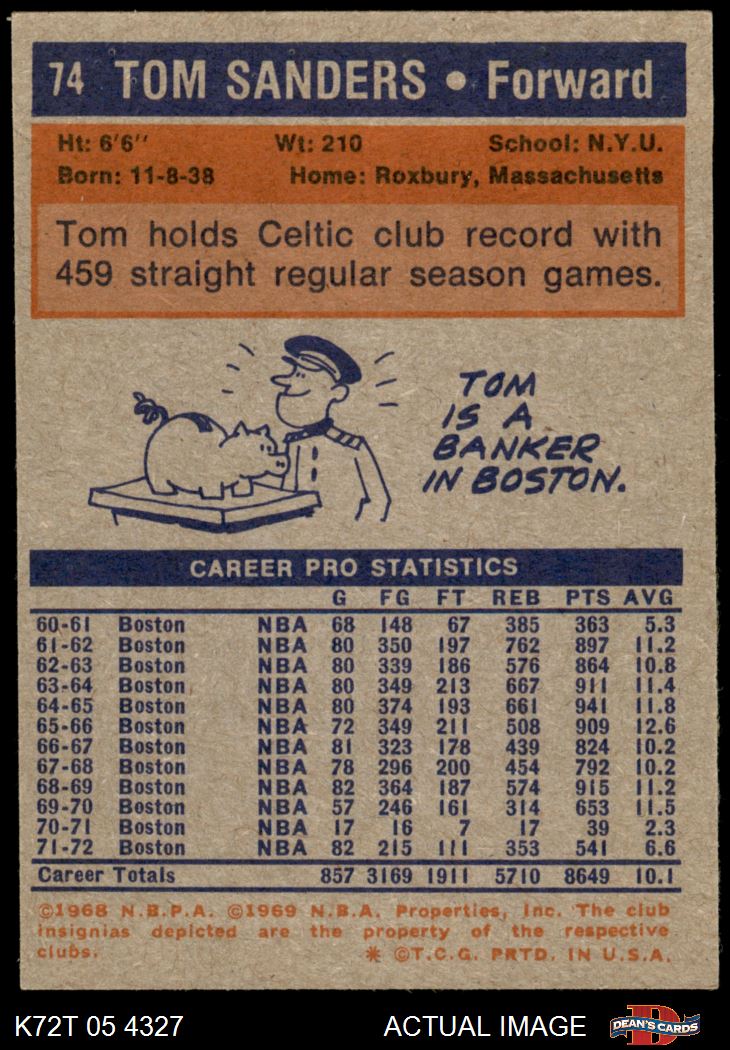 74 TOM SANDERS • Forward
Ht: 6'6" Wt: 210 School: N.Y.U.
Born: 11-8-38 Home: Roxbury, Massachusetts
Tom holds Celtic club record with
459 straight regular season games.
TOM
IS A
BANKER
IN BOSTON.
CAREER PRO STATISTICS
G FG FT REB PTS AVG
60-61 Boston NBA 68 148 67 385 363 5.3
61-62 Boston NBA 80 350 197 762 897 11.2
62-63 Boston NBA 80 339 186 576 864 10.8
63-64 Boston NBA 80 349 213 667 911 11.4
64-65 Boston NBA 80 374 193 661 941 11.8
65-66 Boston NBA 72 349 211 508 909 12.6
66-67 Boston NBA 81 323 178 439 824 10.2
67-68 Boston NBA 78 296 200 454 792 10.2
68-69 Boston NBA 82 364 187 574 915 11.2
69-70 Boston NBA 57 246 161 314 653 11.5
70-71 Boston NBA 17 16 7 17 39 2.3
71-72 Boston NBA 82 215 111 353 541 6.6
Career Totals 857 3169 1911 5710 8649 10.1
©1968 N.B.P.A. ©1969 N.B.A. Properties, Inc. The club
insignias depicted are the property of the respective
clubs. * ©T.C.G. PRTD. IN U.S.A.
K72T 05 4327 ACTUAL IMAGE D DEAN'S CARDS